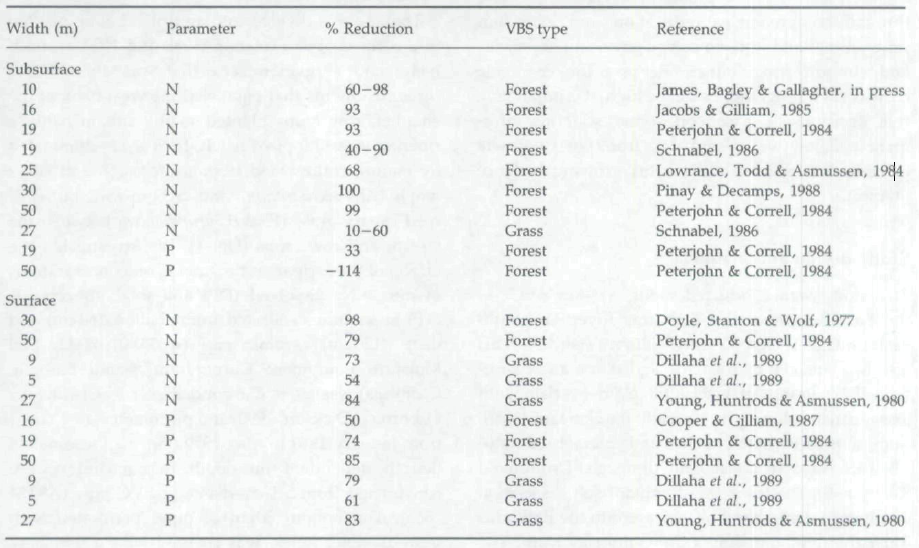 Width (m) Parameter % Reduction VBS type Reference
Subsurface
10 N 60–98 Forest James, Bagley & Gallagher, in press
16 N 93 Forest Jacobs & Gilliam, 1985
19 N 93 Forest Peterjohn & Correll, 1984
19 N 40–90 Forest Schnabel, 1986
25 N 68 Forest Lowrance, Todd & Asmussen, 1984
30 N 100 Forest Pinay & Decamps, 1988
50 N 99 Forest Peterjohn & Correll, 1984
27 N 10–60 Grass Schnabel, 1986
19 P 33 Forest Peterjohn & Correll, 1984
50 P −114 Forest Peterjohn & Correll, 1984
Surface
30 N 98 Forest Doyle, Stanton & Wolf, 1977
50 N 79 Forest Peterjohn & Correll, 1984
9 N 73 Grass Dillaha et al., 1989
5 N 54 Grass Dillaha et al., 1989
27 N 84 Grass Young, Huntrods & Asmussen, 1980
16 P 50 Forest Cooper & Gilliam, 1987
19 P 74 Forest Peterjohn & Correll, 1984
50 P 85 Forest Peterjohn & Correll, 1984
9 P 79 Grass Dillaha et al., 1989
5 P 61 Grass Dillaha et al., 1989
27 P 83 Grass Young, Huntrods & Asmussen, 1980